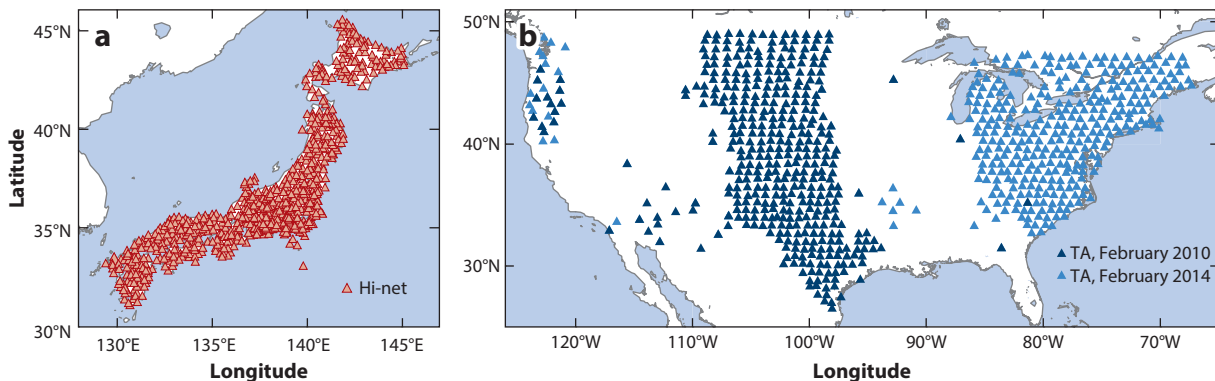 a
45°N
40°N
35°N
30°N
130°E
135°E
140°E
145°E
Latitude
Longitude
Hi-net
b
50°N
40°N
30°N
120°W
110°W
100°W
90°W
80°W
70°W
Longitude
TA, February 2010
TA, February 2014